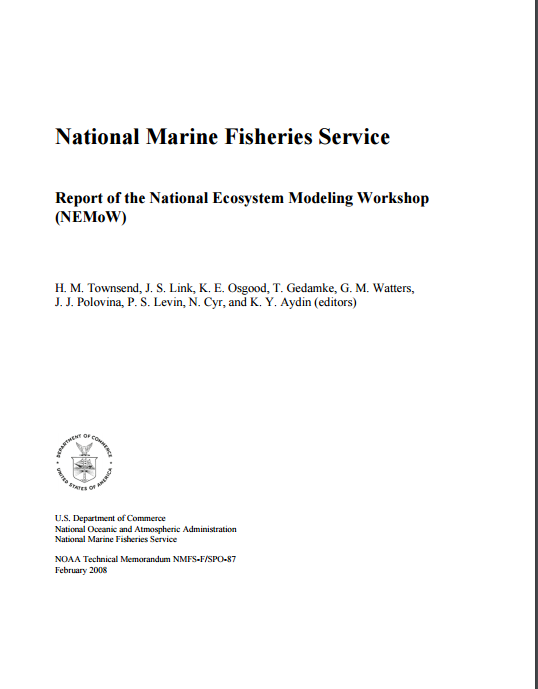 National Marine Fisheries Service
Report of the National Ecosystem Modeling Workshop
(NEMoW)
H. M. Townsend, J. S. Link, K. E. Osgood, T. Gedamke, G. M. Watters,
J. J. Polovina, P. S. Levin, N. Cyr, and K. Y. Aydin (editors)
DEPARTMENT OF COMMERCE
UNITED STATES OF AMERICA
U.S. Department of Commerce
National Oceanic and Atmospheric Administration
National Marine Fisheries Service
NOAA Technical Memorandum NMFS-F/SPO-87
February 2008